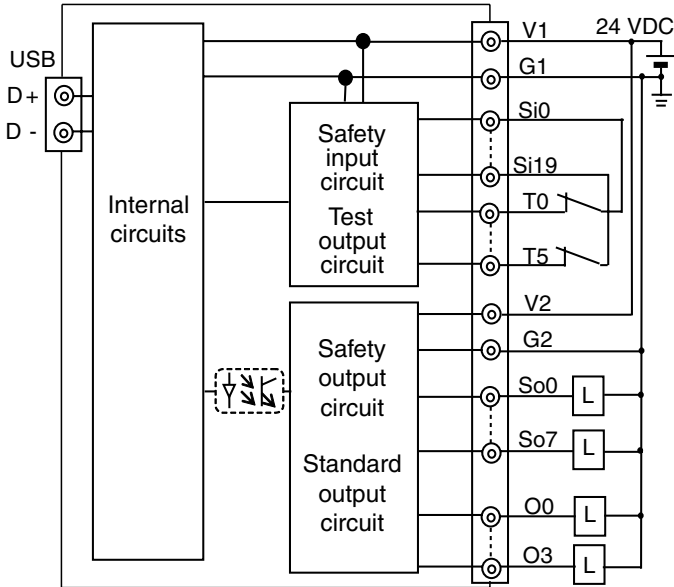 USB
D+
D -
Internal
circuits
Safety
input
circuit
Test
output
circuit
Safety
output
circuit
Standard
output
circuit
V1
24 VDC
G1
Si0
Si19
T0
T5
V2
G2
So0
L
So7
L
O0
L
O3
L